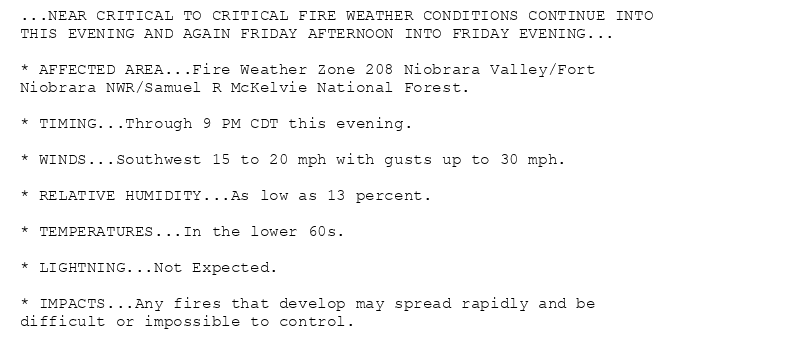 ...NEAR CRITICAL TO CRITICAL FIRE WEATHER CONDITIONS CONTINUE INTO
THIS EVENING AND AGAIN FRIDAY AFTERNOON INTO FRIDAY EVENING...
* AFFECTED AREA...Fire Weather Zone 208 Niobrara Valley/Fort
Niobrara NWR/Samuel R McKelvie National Forest.
* TIMING...Through 9 PM CDT this evening.
* WINDS...Southwest 15 to 20 mph with gusts up to 30 mph.
* RELATIVE HUMIDITY...As low as 13 percent.
* TEMPERATURES...In the lower 60s.
* LIGHTNING...Not Expected.
* IMPACTS...Any fires that develop may spread rapidly and be
difficult or impossible to control.